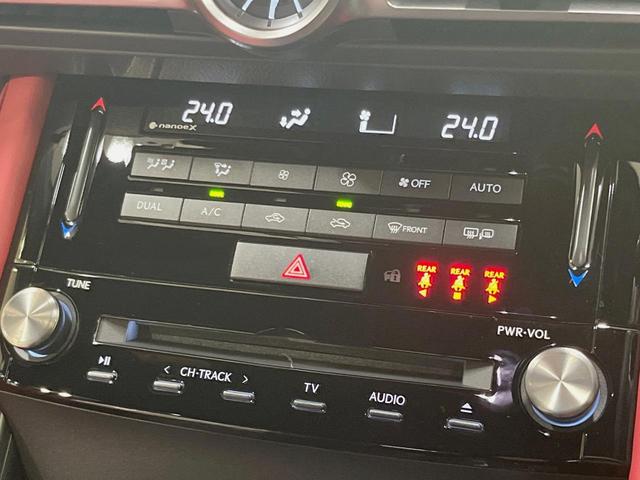 24.0 24.0
nanoeX
OFF AUTO
DUAL A/C FRONT
REAR REAR REAR
TUNE PWR·VOL
< CH·TRACK > TV AUDIO